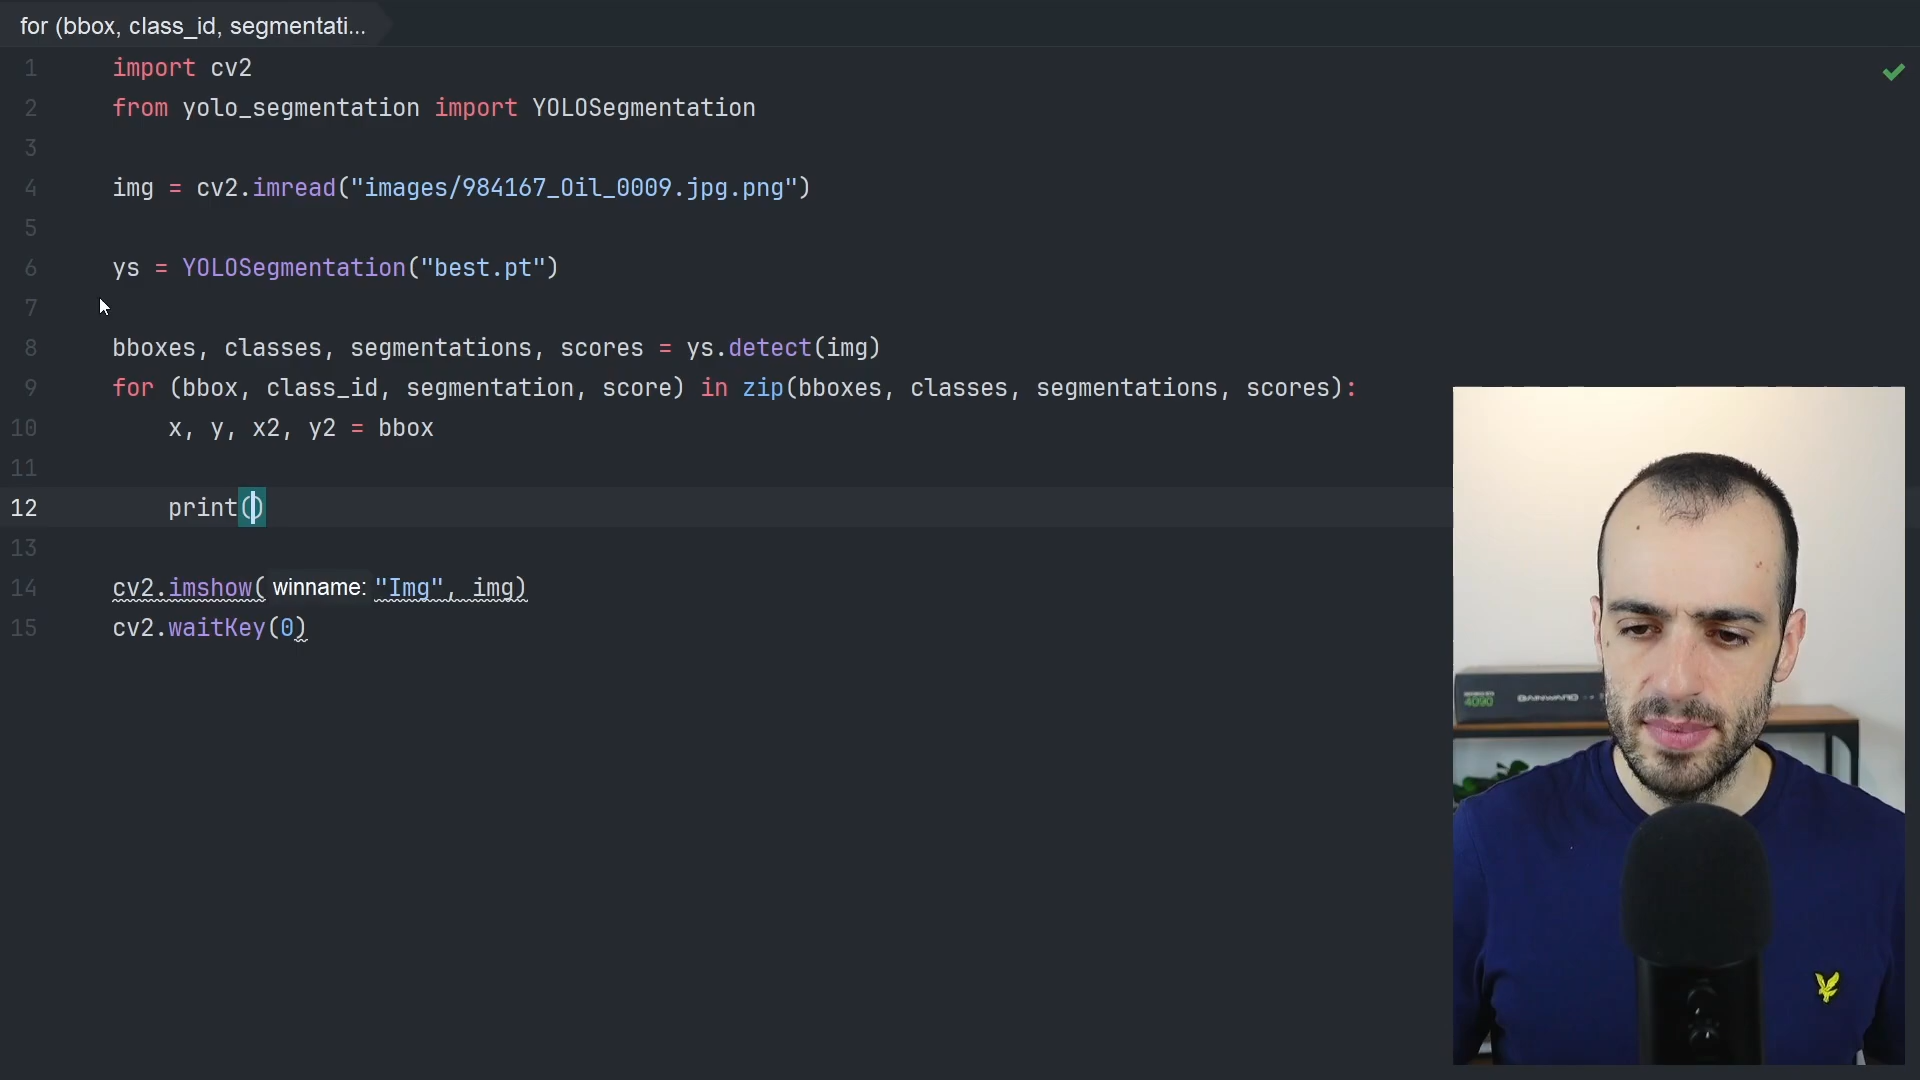 for (bbox, class_id, segmentati...
1 import cv2
2 from yolo_segmentation import YOLOSegmentation
3
4 img = cv2.imread("images/984167_Oil_0009.jpg.png")
5
6 ys = YOLOSegmentation("best.pt")
7
8 bboxes, classes, segmentations, scores = ys.detect(img)
9 for (bbox, class_id, segmentation, score) in zip(bboxes, classes, segmentations, scores):
10 x, y, x2, y2 = bbox
11
12 print()
13
14 cv2.imshow( winname: "Img", img)
15 cv2.waitKey(0)
4090 GAINWARD